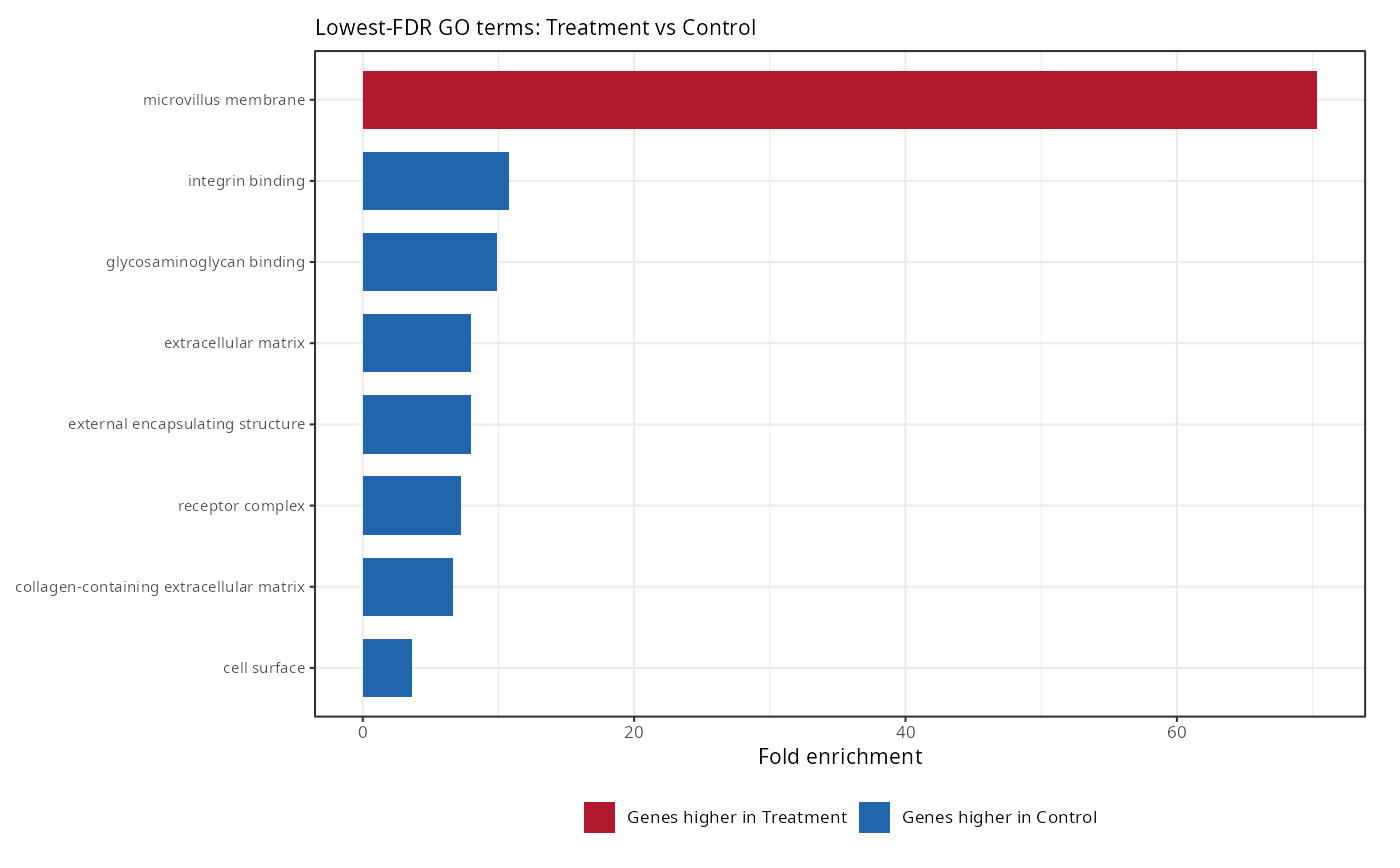 Lowest-FDR GO terms: Treatment vs Control
microvillus membrane
integrin binding
glycosaminoglycan binding
extracellular matrix
external encapsulating structure
receptor complex
collagen-containing extracellular matrix
cell surface
0 20 40 60
Fold enrichment
Genes higher in Treatment Genes higher in Control